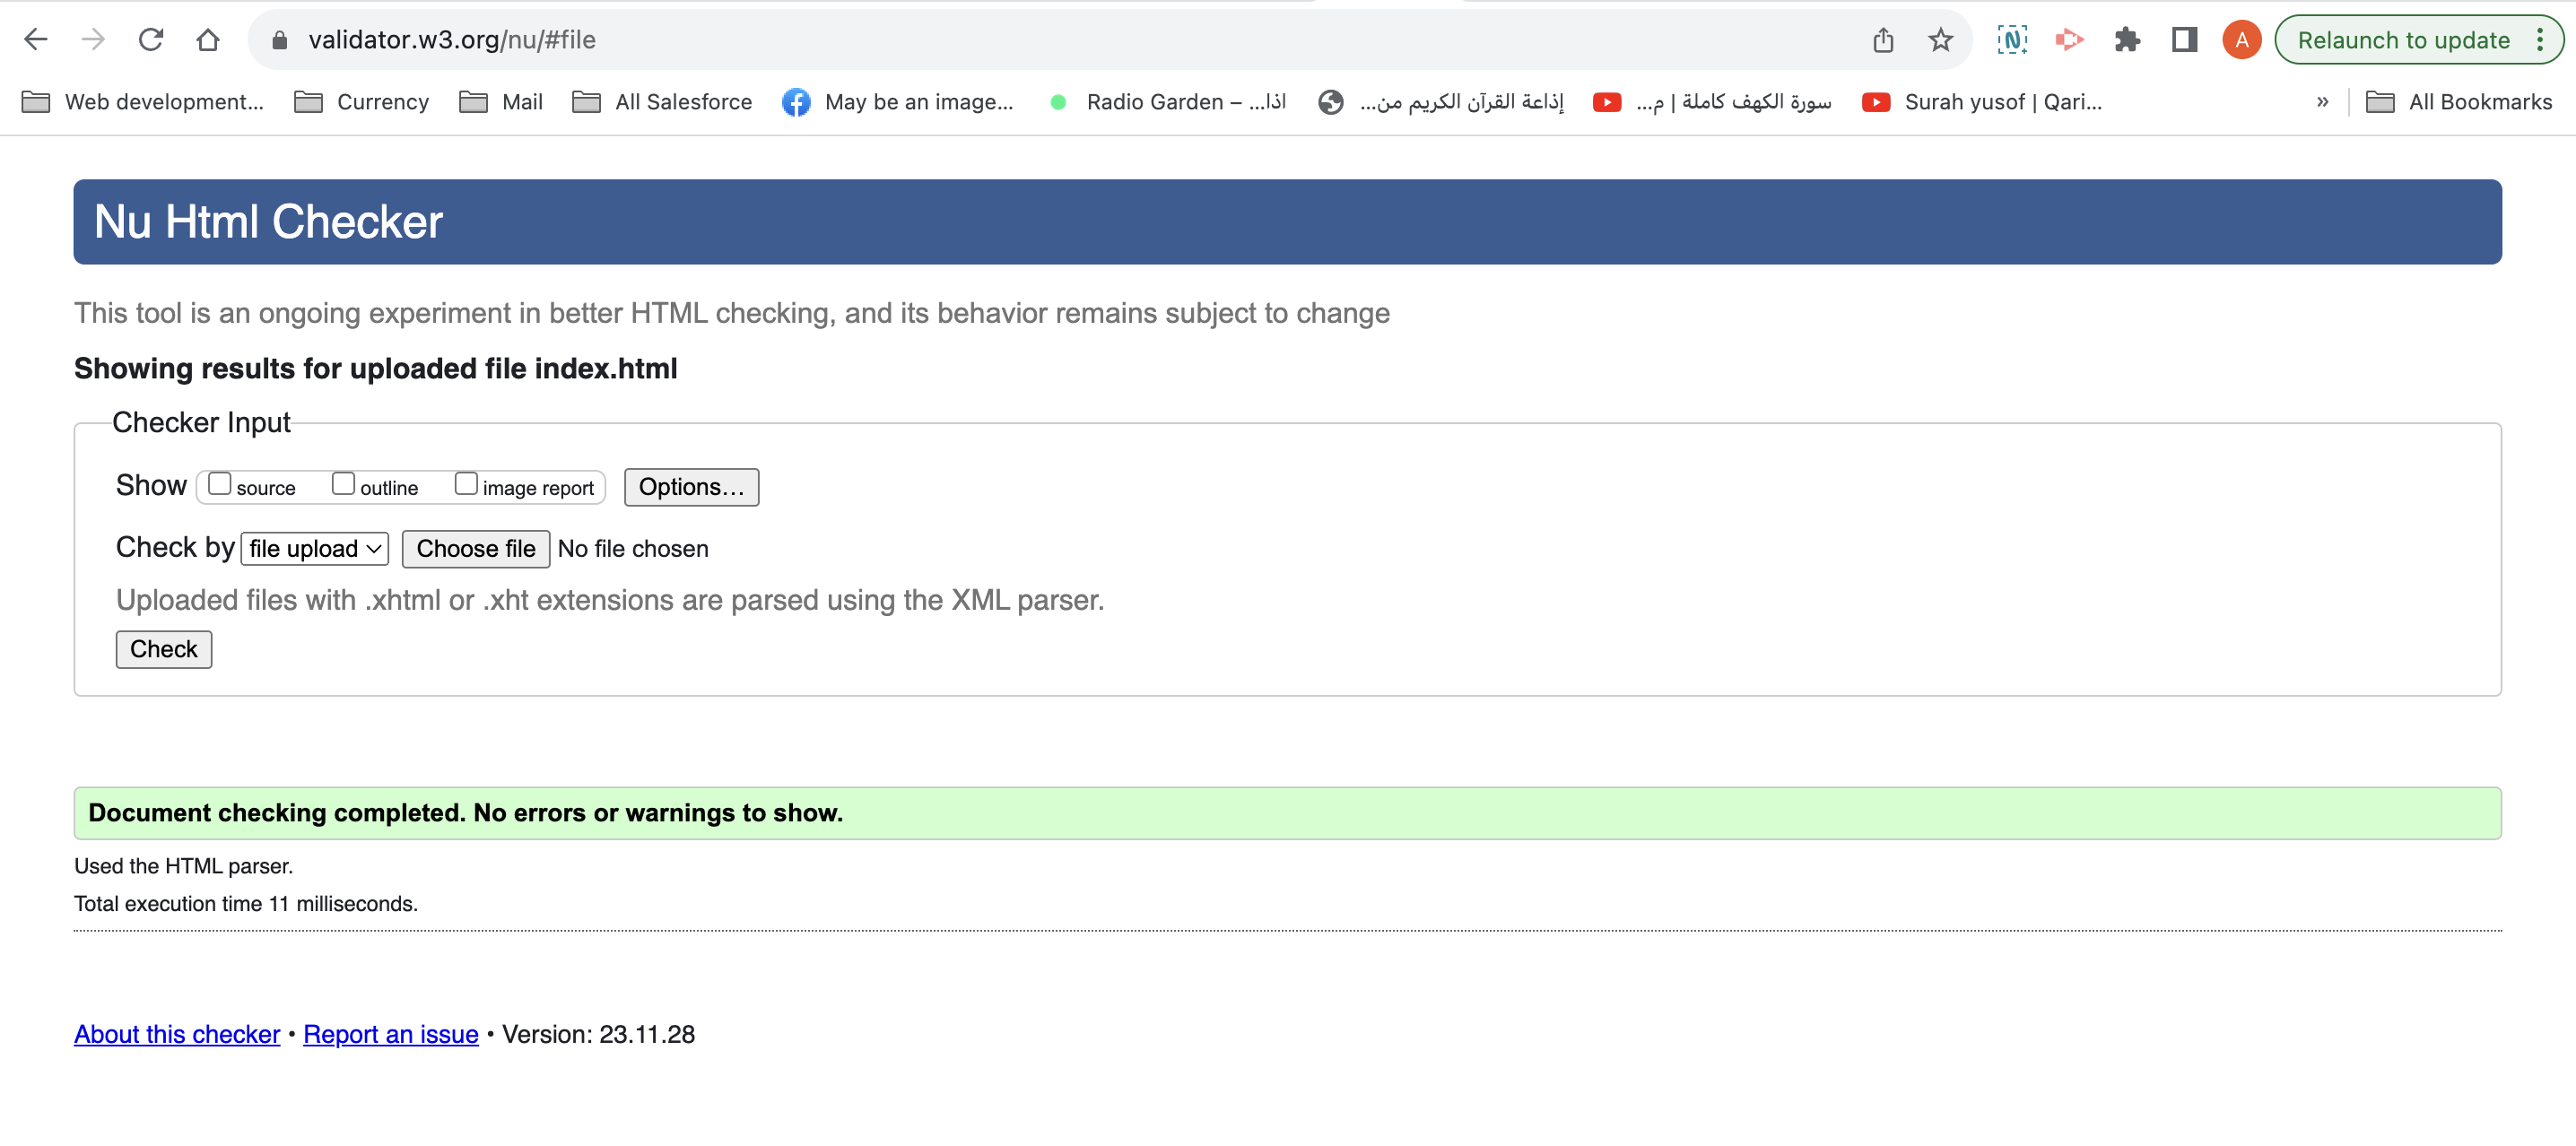 validator.w3.org/nu/#file
A
Relaunch to update
Web development...
Currency
Mail
All Salesforce
May be an image...
Radio Garden – ...اذا
إذاعة القرآن الكريم من...
سورة الكهف كاملة | م...
Surah yusof | Qari...
»
All Bookmarks
Nu Html Checker
This tool is an ongoing experiment in better HTML checking, and its behavior remains subject to change
Showing results for uploaded file index.html
Checker Input
Show source outline image report Options...
Check by file upload Choose file No file chosen
Uploaded files with .xhtml or .xht extensions are parsed using the XML parser.
Check
Document checking completed. No errors or warnings to show.
Used the HTML parser.
Total execution time 11 milliseconds.
About this checker • Report an issue • Version: 23.11.28